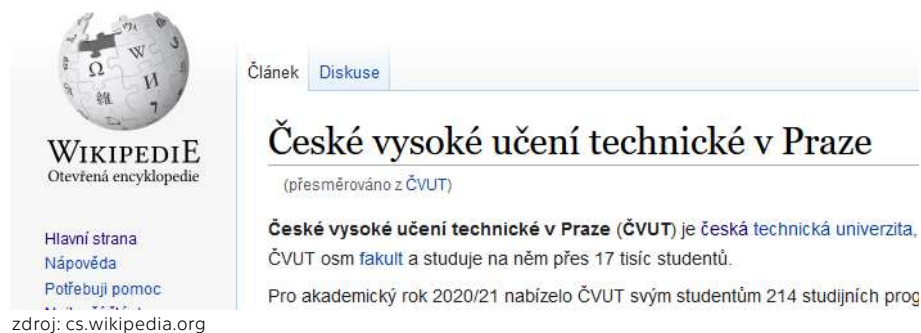 Článek Diskuse
WIKIPEDIE
Otevřená encyklopedie
České vysoké učení technické v Praze
(přesměrováno z ČVUT)
České vysoké učení technické v Praze (ČVUT) je česká technická univerzita,
ČVUT osm fakult a studuje na něm přes 17 tisíc studentů.
Pro akademický rok 2020/21 nabízelo ČVUT svým studentům 214 studijních prog
Hlavní strana
Nápověda
Potřebuji pomoc
zdroj: cs.wikipedia.org